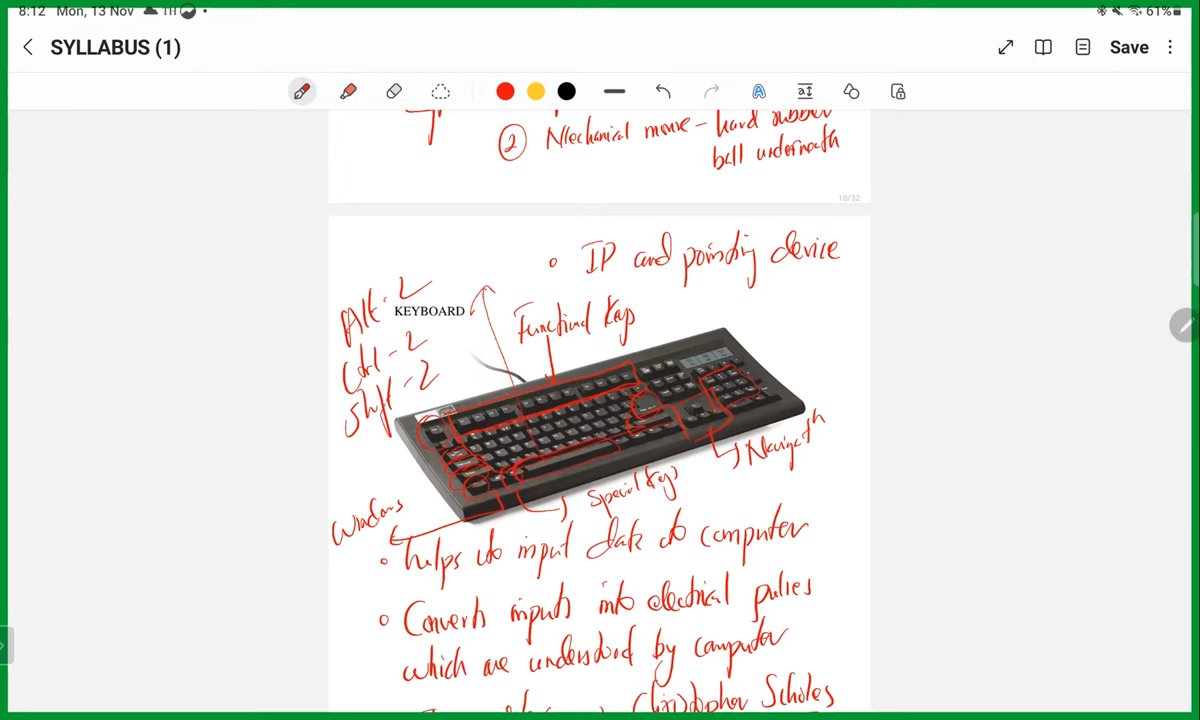 8:12 Mon, 13 Nov TH
61%
SYLLABUS (1)
Save
② Mechanical mouse - hard rubber
ball underneath
10/32
• IP and pointing device
Alt - 2
KEYBOARD
Functional Keys
Ctrl - 2
Shift - 2
Navigath
Special Keys
Windows
• helps to input data to computer
• Converts inputs into electrical pulses
which are understood by computer
Christopher Scholes